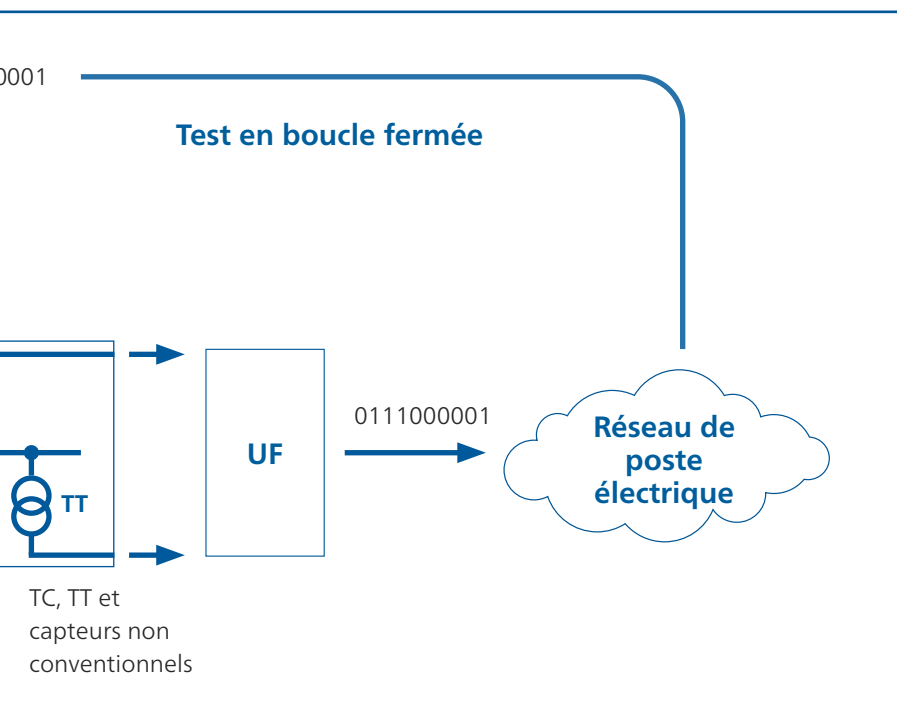 0001
Test en boucle fermée
0111000001
UF
Réseau de
poste
électrique
TT
TC, TT et
capteurs non
conventionnels